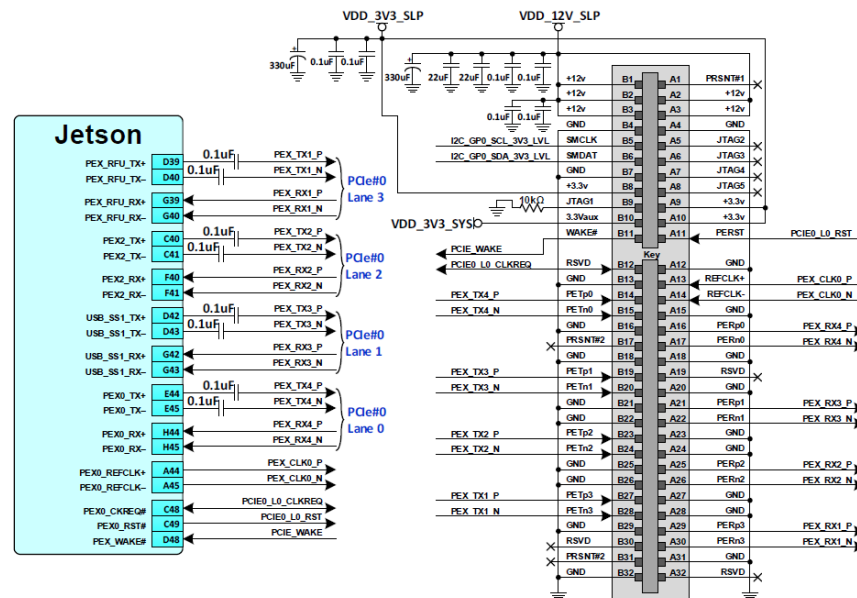 VDD_3V3_SLP
VDD_12V_SLP
330uF
0.1uF
0.1uF
330uF
22uF
22uF
0.1uF
0.1uF
0.1uF
0.1uF
Jetson
PEX_RFU_TX+ D39 0.1uF PEX_TX1_P
PEX_RFU_TX– D40 0.1uF PEX_TX1_N
PEX_RFU_RX+ G39 PEX_RX1_P
PEX_RFU_RX– G40 PEX_RX1_N
PCIe#0
Lane 3
PEX2_TX+ C40 0.1uF PEX_TX2_P
PEX2_TX– C41 0.1uF PEX_TX2_N
PEX2_RX+ F40 PEX_RX2_P
PEX2_RX– F41 PEX_RX2_N
PCIe#0
Lane 2
USB_SS1_TX+ D42 0.1uF PEX_TX3_P
USB_SS1_TX– D43 0.1uF PEX_TX3_N
USB_SS1_RX+ G42 PEX_RX3_P
USB_SS1_RX– G43 PEX_RX3_N
PCIe#0
Lane 1
PEX0_TX+ E44 0.1uF PEX_TX4_P
PEX0_TX– E45 0.1uF PEX_TX4_N
PEX0_RX+ H44 PEX_RX4_P
PEX0_RX– H45 PEX_RX4_N
PCIe#0
Lane 0
PEX0_REFCLK+ A44 PEX_CLK0_P
PEX0_REFCLK– A45 PEX_CLK0_N
PEX0_CKREQ# C48 PCIE0_L0_CLKREQ
PEX0_RST# C49 PCIE0_L0_RST
PEX_WAKE# D48 PCIE_WAKE
+12v B1 A1 PRSNT#1
+12v B2 A2 +12v
+12v B3 A3 +12v
GND B4 A4 GND
I2C_GP0_SCL_3V3_LVL SMCLK B5 A5 JTAG2
I2C_GP0_SDA_3V3_LVL SMDAT B6 A6 JTAG3
GND B7 A7 JTAG4
+3.3v B8 A8 JTAG5
10kΩ JTAG1 B9 A9 +3.3v
VDD_3V3_SYS 3.3Vaux B10 A10 +3.3v
WAKE# B11 A11 PERST PCIE0_L0_RST
PCIE_WAKE
Key
PCIE0_L0_CLKREQ RSVD B12 A12 GND
GND B13 A13 REFCLK+ PEX_CLK0_P
PEX_TX4_P PETp0 B14 A14 REFCLK- PEX_CLK0_N
PEX_TX4_N PETn0 B15 A15 GND
GND B16 A16 PERp0 PEX_RX4_P
PRSNT#2 B17 A17 PERn0 PEX_RX4_N
GND B18 A18 GND
PEX_TX3_P PETp1 B19 A19 RSVD
PEX_TX3_N PETn1 B20 A20 GND
GND B21 A21 PERp1 PEX_RX3_P
GND B22 A22 PERn1 PEX_RX3_N
PEX_TX2_P PETp2 B23 A23 GND
PEX_TX2_N PETn2 B24 A24 GND
GND B25 A25 PERp2 PEX_RX2_P
GND B26 A26 PERn2 PEX_RX2_N
PEX_TX1_P PETp3 B27 A27 GND
PEX_TX1_N PETn3 B28 A28 GND
GND B29 A29 PERp3 PEX_RX1_P
RSVD B30 A30 PERn3 PEX_RX1_N
PRSNT#2 B31 A31 GND
GND B32 A32 RSVD